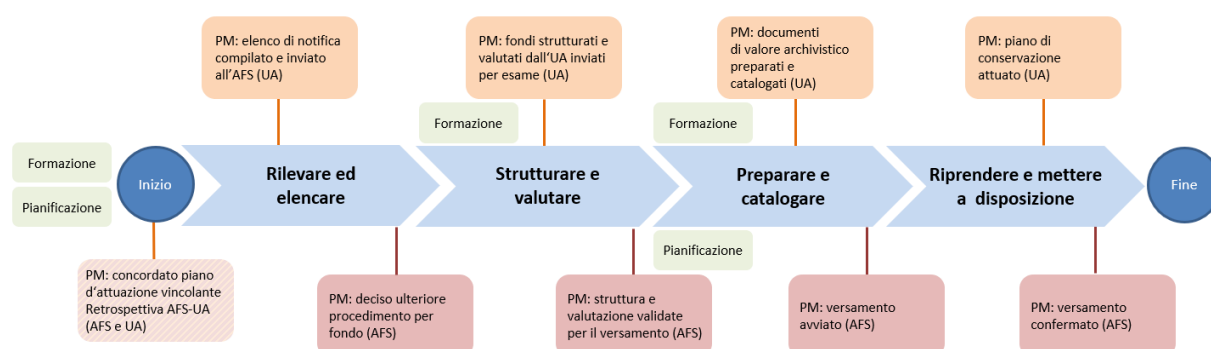 PM: elenco di notifica
compilato e inviato
all'AFS (UA)
PM: fondi strutturati e
valutati dall'UA inviati
per esame (UA)
PM: documenti
di valore archivistico
preparati e
catalogati (UA)
PM: piano di
conservazione
attuato (UA)
Formazione
Formazione
Formazione
Pianificazione
Inizio
Rilevare ed
elencare
Strutturare e
valutare
Preparare e
catalogare
Riprendere e mettere
a disposizione
Fine
Pianificazione
PM: concordato piano
d'attuazione vincolante
Retrospettiva AFS-UA
(AFS e UA)
PM: deciso ulteriore
procedimento per
fondo (AFS)
PM: struttura e
valutazione validate
per il versamento (AFS)
PM: versamento
avviato (AFS)
PM: versamento
confermato (AFS)